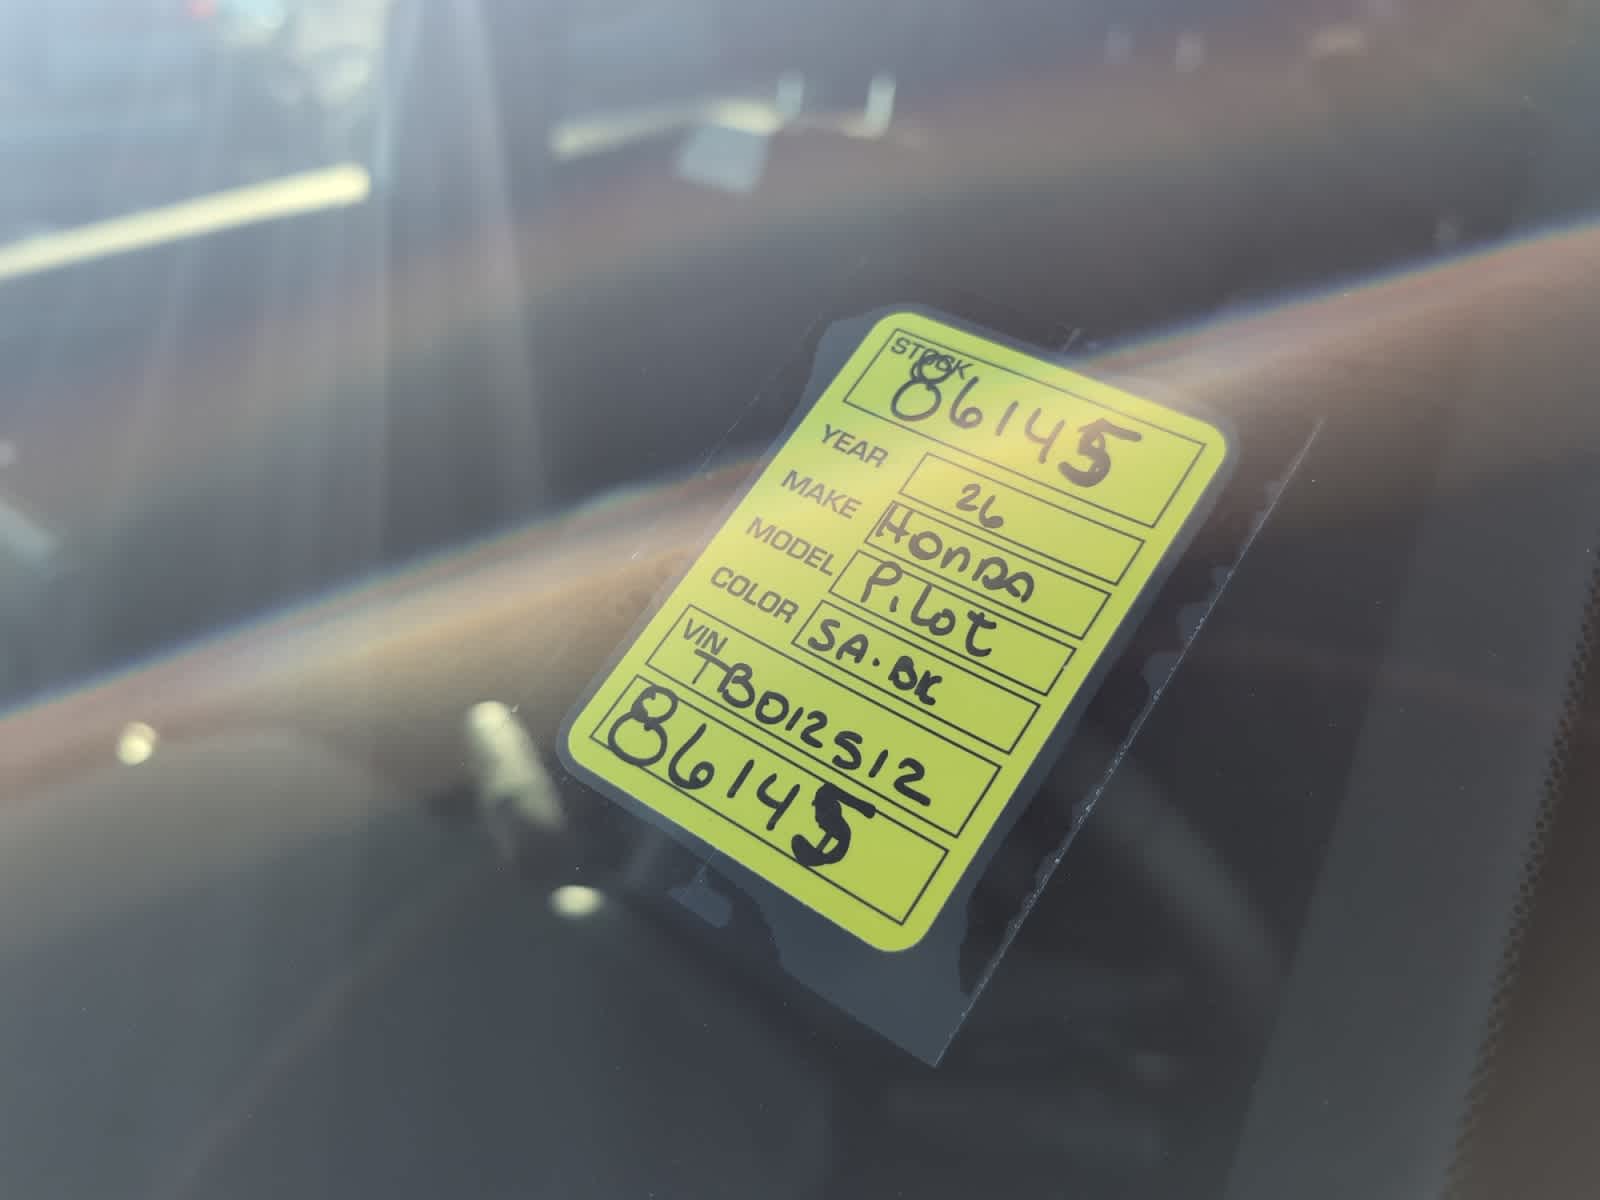 STOCK
86145
YEAR 26
MAKE HONDA
MODEL PiLOT
COLOR SA.BK
VIN
TB012512
86145